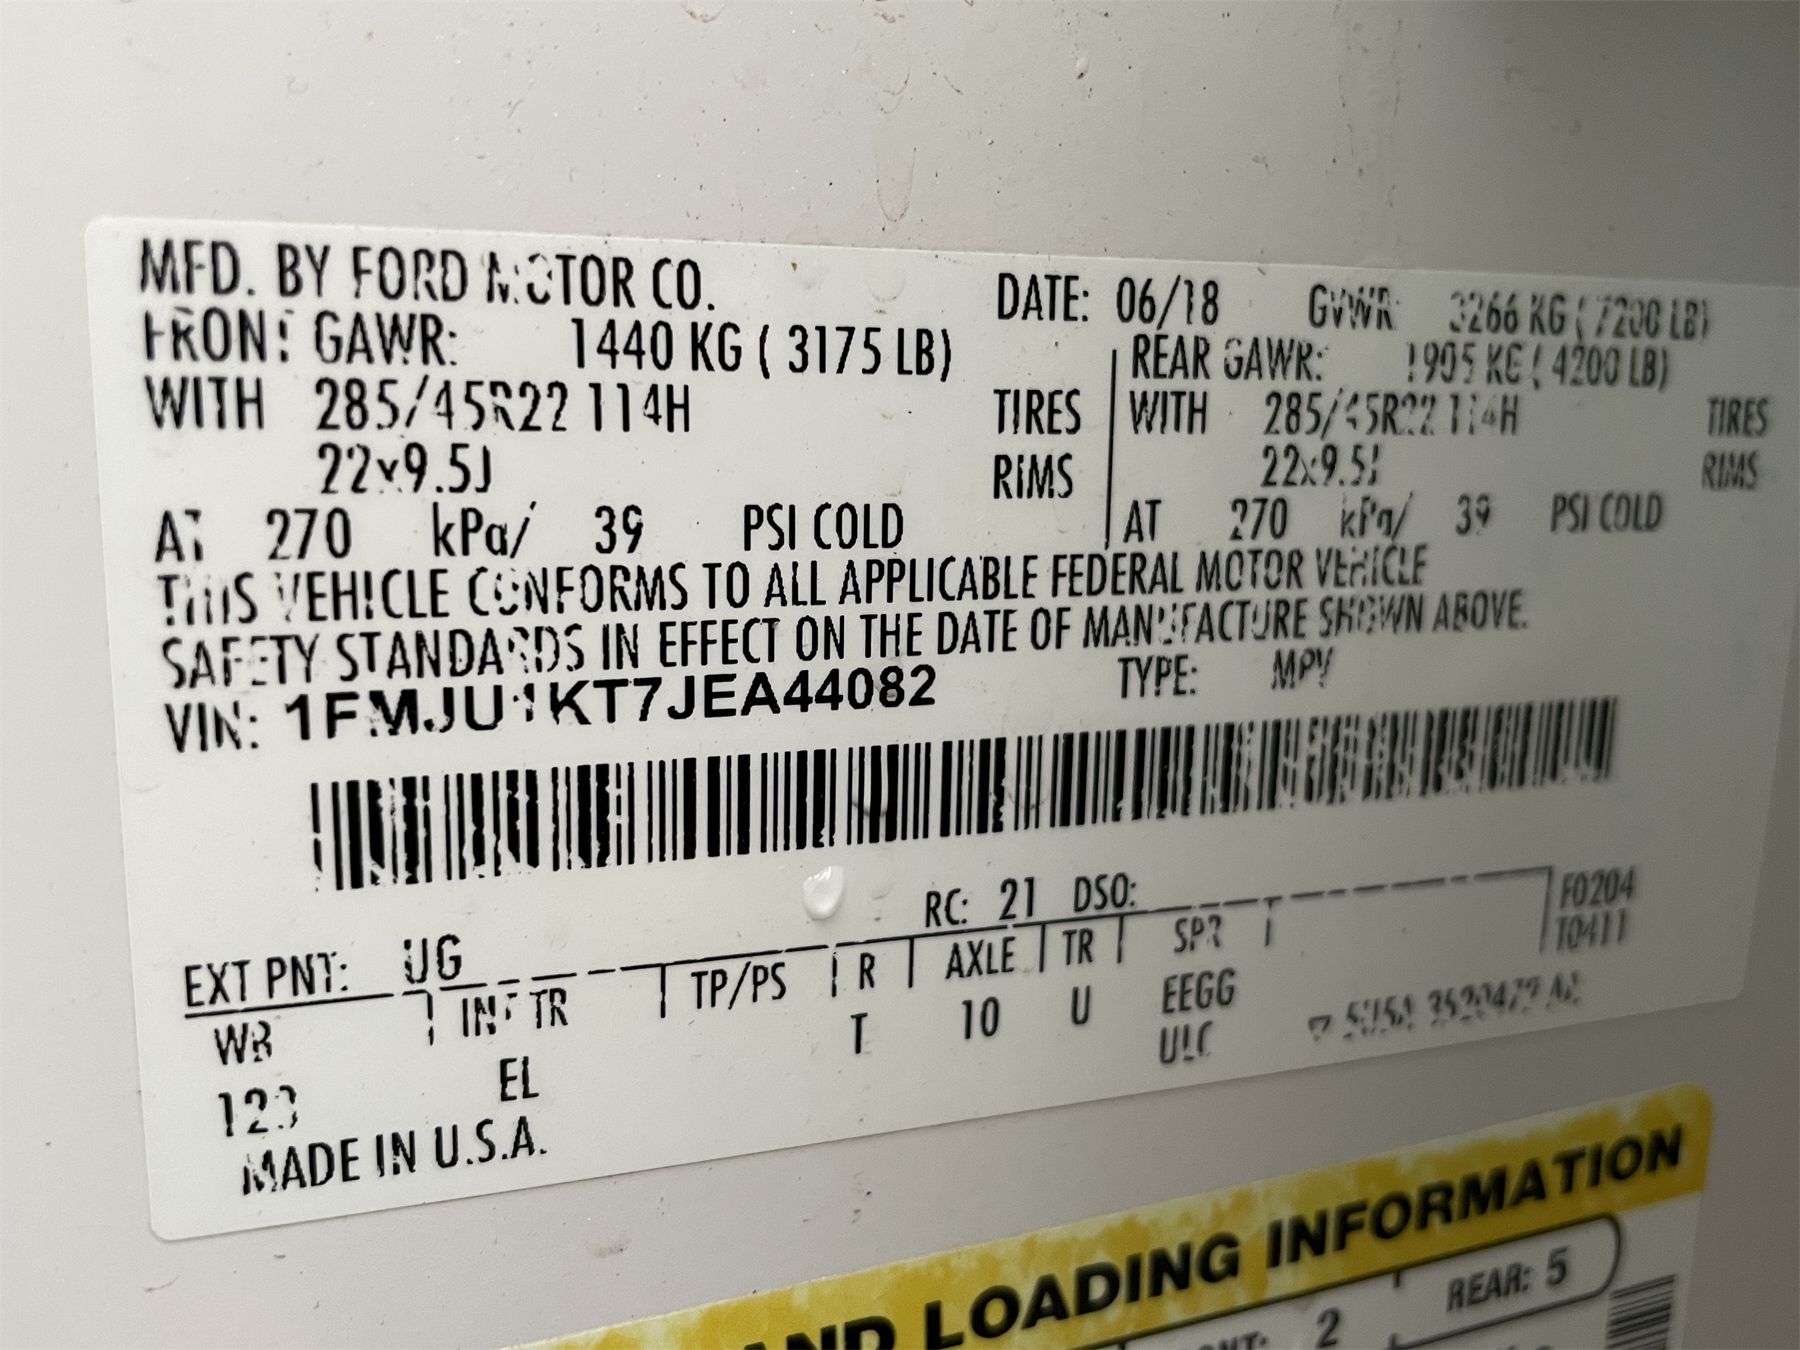 MFD. BY FORD MOTOR CO.
DATE: 06/18 GVWR: 3266 KG ( 7200 LB)
FRONT GAWR: 1440 KG ( 3175 LB)
REAR GAWR: 1905 KG ( 4200 LB)
WITH 285/45R22 114H TIRES
WITH 285/45R22 114H TIRES
22x9.5J RIMS
22x9.5J RIMS
AT 270 kPa/ 39 PSI COLD
AT 270 kPa/ 39 PSI COLD
THIS VEHICLE CONFORMS TO ALL APPLICABLE FEDERAL MOTOR VEHICLE
SAFETY STANDARDS IN EFFECT ON THE DATE OF MANUFACTURE SHOWN ABOVE.
VIN: 1FMJU1KT7JEA44082 TYPE: MPV
EXT PNT: UG RC: 21 DSO: F0204
T0411
WB INT TR TP/PS R AXLE TR SPR
123 EL T 10 U EEGG
ULC
MADE IN U.S.A.
AND LOADING INFORMATION
2 REAR: 5